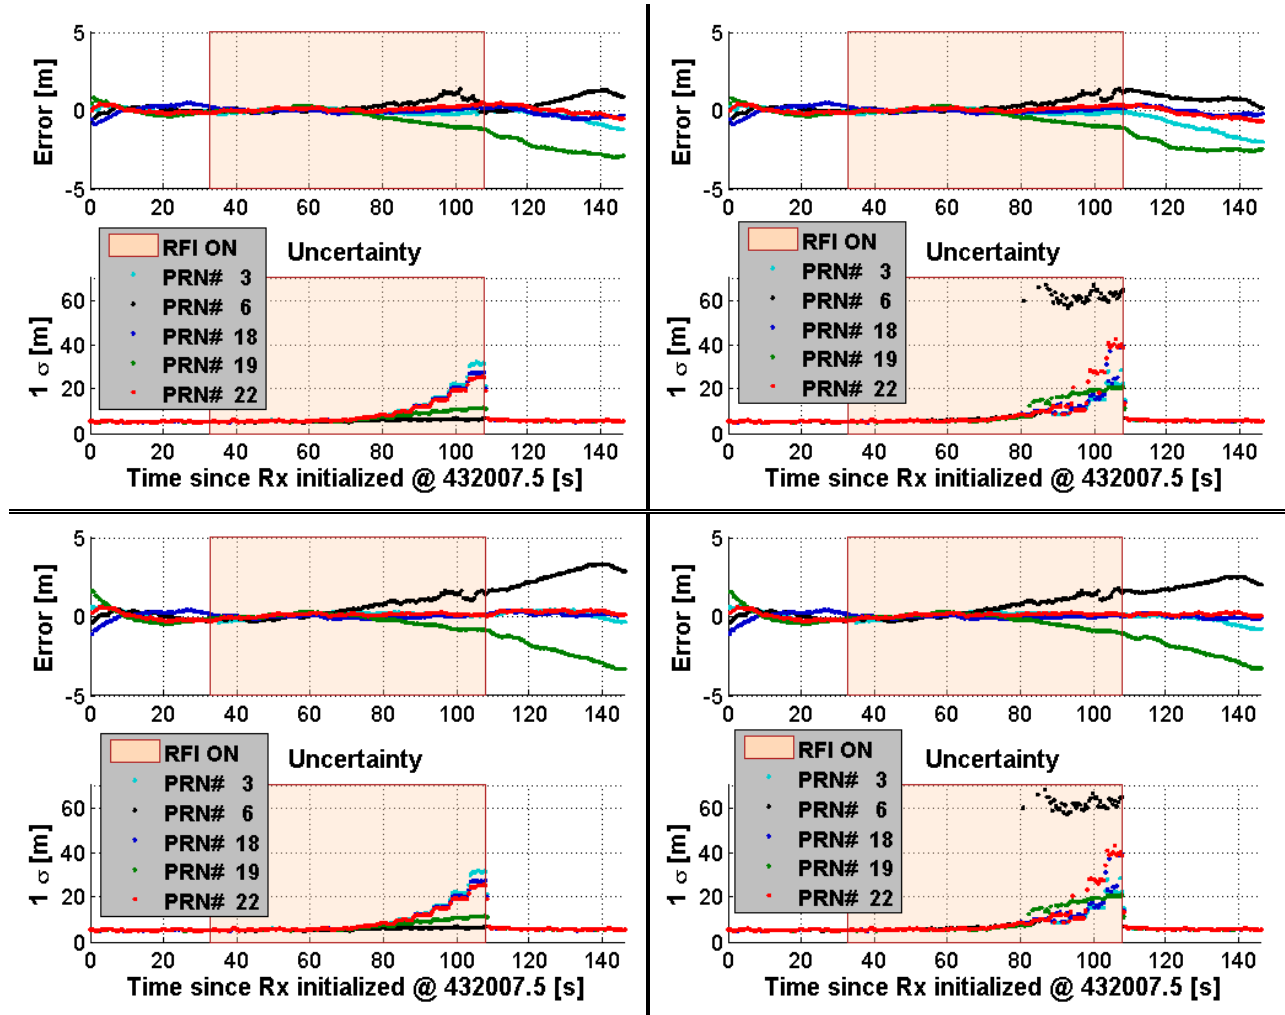 5
0
-5
Error [m]
0 20 40 60 80 100 120 140
Uncertainty
RFI ON
PRN# 3
PRN# 6
PRN# 18
PRN# 19
PRN# 22
60
40
20
0
1 σ [m]
0 20 40 60 80 100 120 140
Time since Rx initialized @ 432007.5 [s]
5
0
-5
Error [m]
0 20 40 60 80 100 120 140
Uncertainty
RFI ON
PRN# 3
PRN# 6
PRN# 18
PRN# 19
PRN# 22
60
40
20
0
1 σ [m]
0 20 40 60 80 100 120 140
Time since Rx initialized @ 432007.5 [s]
5
0
-5
Error [m]
0 20 40 60 80 100 120 140
Uncertainty
RFI ON
PRN# 3
PRN# 6
PRN# 18
PRN# 19
PRN# 22
60
40
20
0
1 σ [m]
0 20 40 60 80 100 120 140
Time since Rx initialized @ 432007.5 [s]
5
0
-5
Error [m]
0 20 40 60 80 100 120 140
Uncertainty
RFI ON
PRN# 3
PRN# 6
PRN# 18
PRN# 19
PRN# 22
60
40
20
0
1 σ [m]
0 20 40 60 80 100 120 140
Time since Rx initialized @ 432007.5 [s]